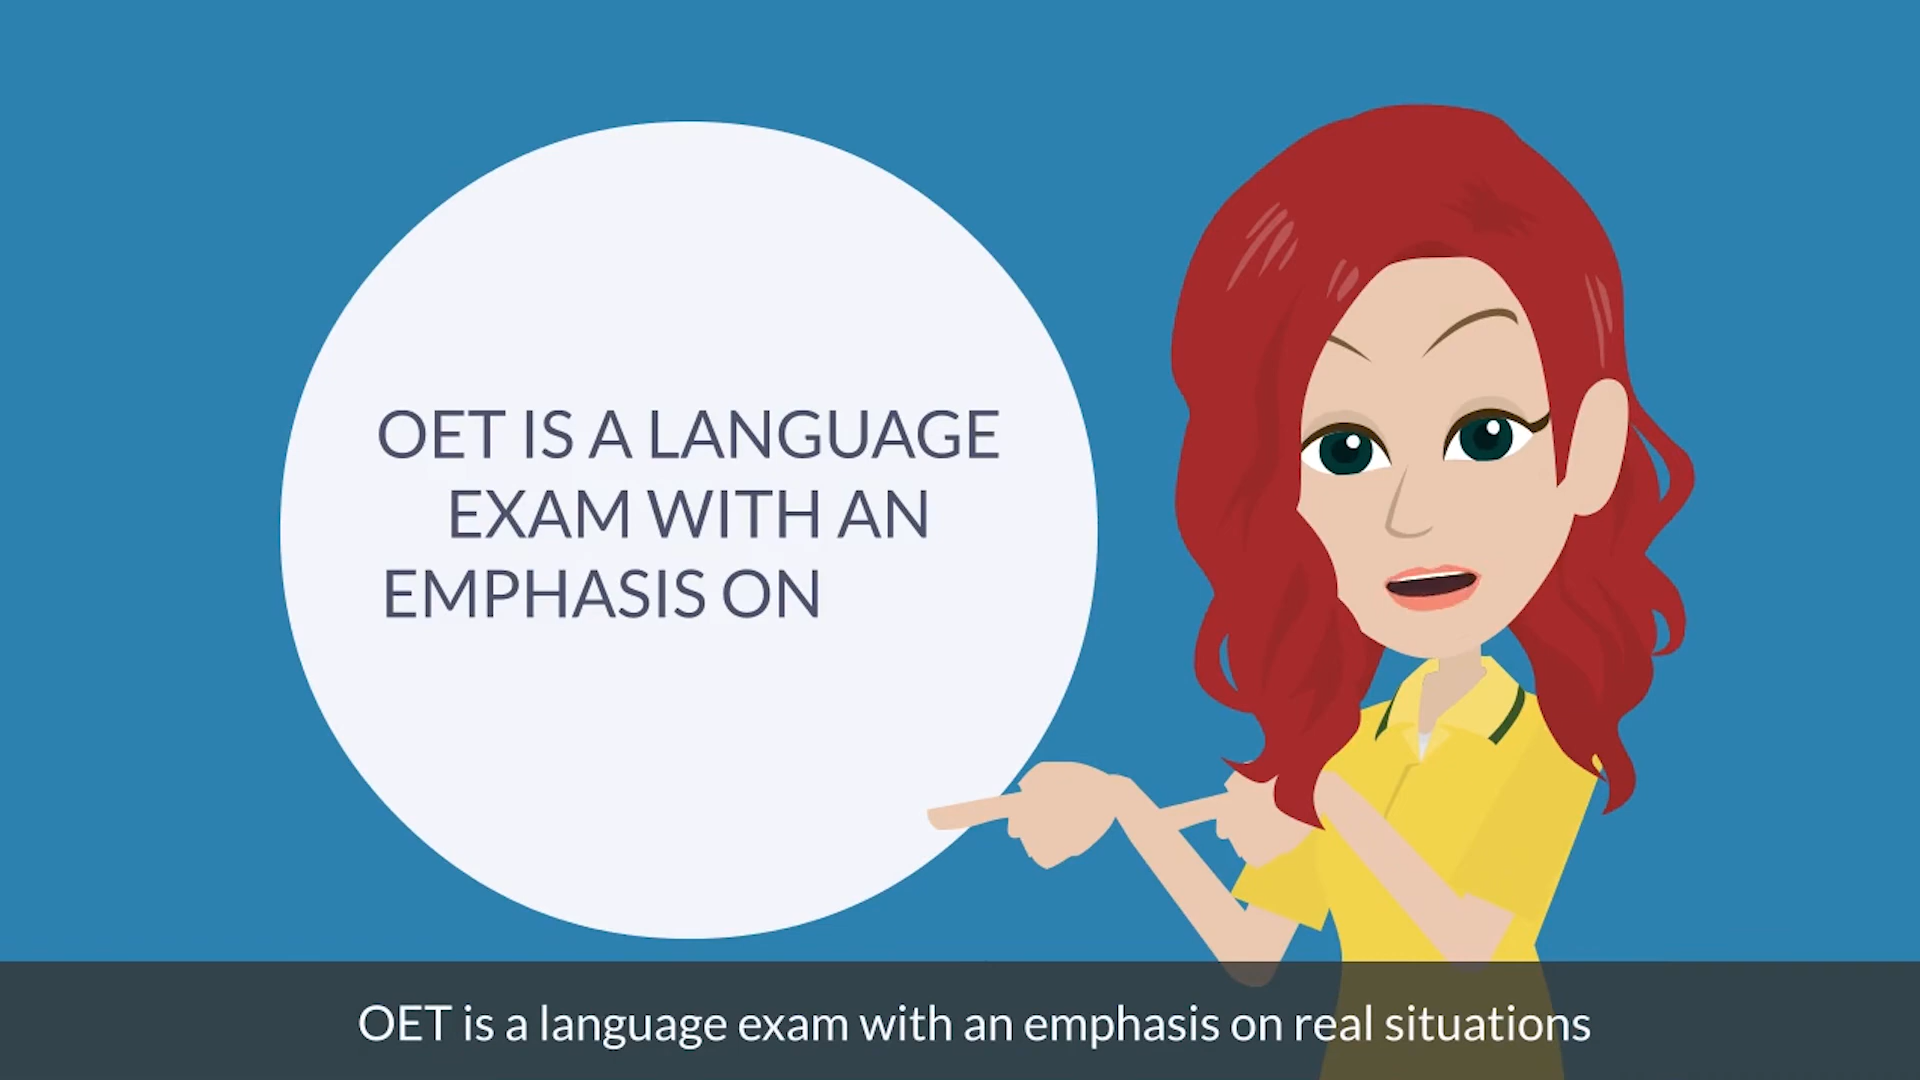 OET IS A LANGUAGE
EXAM WITH AN
EMPHASIS ON
OET is a language exam with an emphasis on real situations